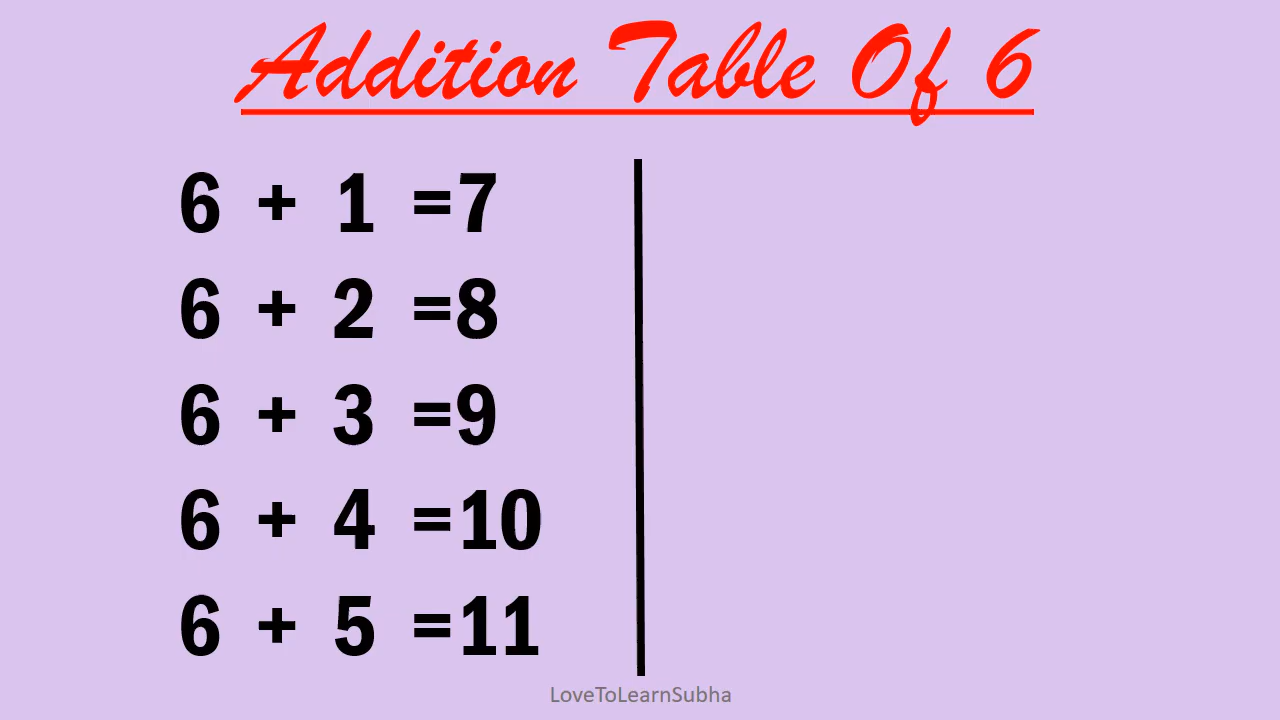 Addition Table Of 6
6 + 1 =7
6 + 2 =8
6 + 3 =9
6 + 4 =10
6 + 5 =11
LoveToLearnSubha